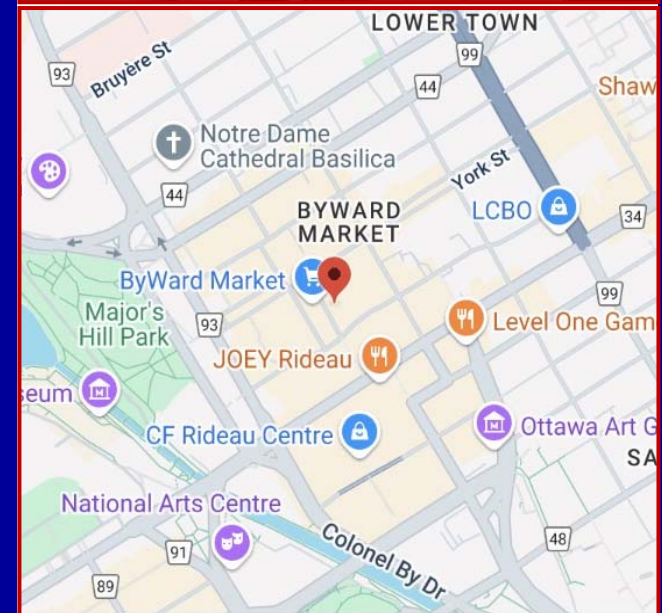 LOWER TOWN
99
93
Bruyère St
44
Shaw
Notre Dame
Cathedral Basilica
York St
44
BYWARD
MARKET
LCBO
34
ByWard Market
99
Major's
Hill Park
93
Level One Gam
JOEY Rideau
seum
CF Rideau Centre
Ottawa Art G
SA
National Arts Centre
Colonel By Dr
48
91
89